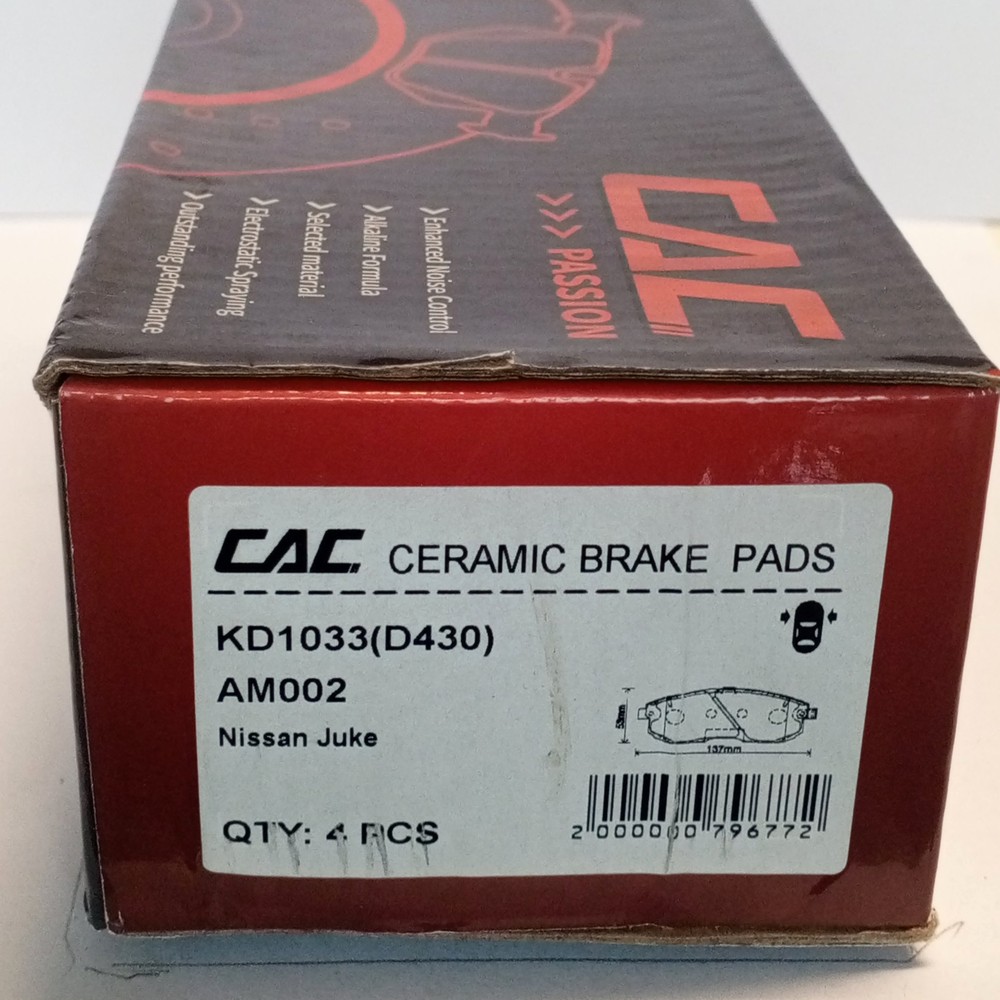 CAC
>>> PASSION
> Enhanced Noise Control
> Alkaline Formula
> Selected material
> Electrostatic Spraying
> Outstanding performance
CAC CERAMIC BRAKE PADS
KD1033(D430)
AM002
Nissan Juke
53mm
137mm
QTY: 4 PCS
2 000000 796772